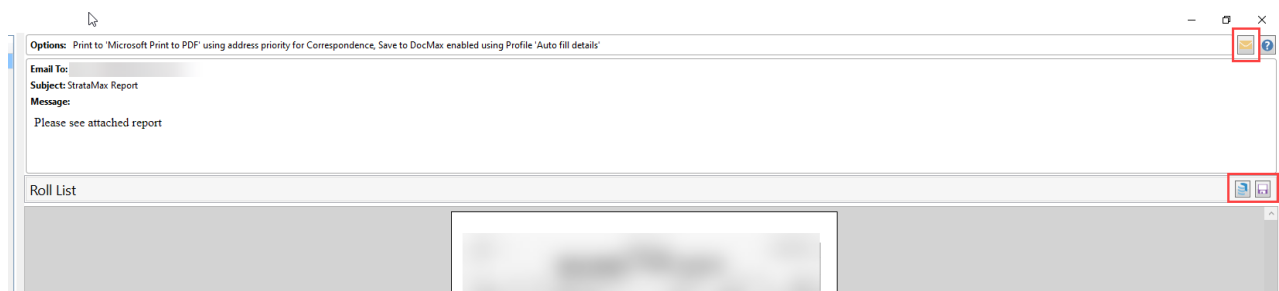 Options: Print to 'Microsoft Print to PDF' using address priority for Correspondence, Save to DocMax enabled using Profile 'Auto fill details'
Email To:
Subject: StrataMax Report
Message:
Please see attached report
Roll List